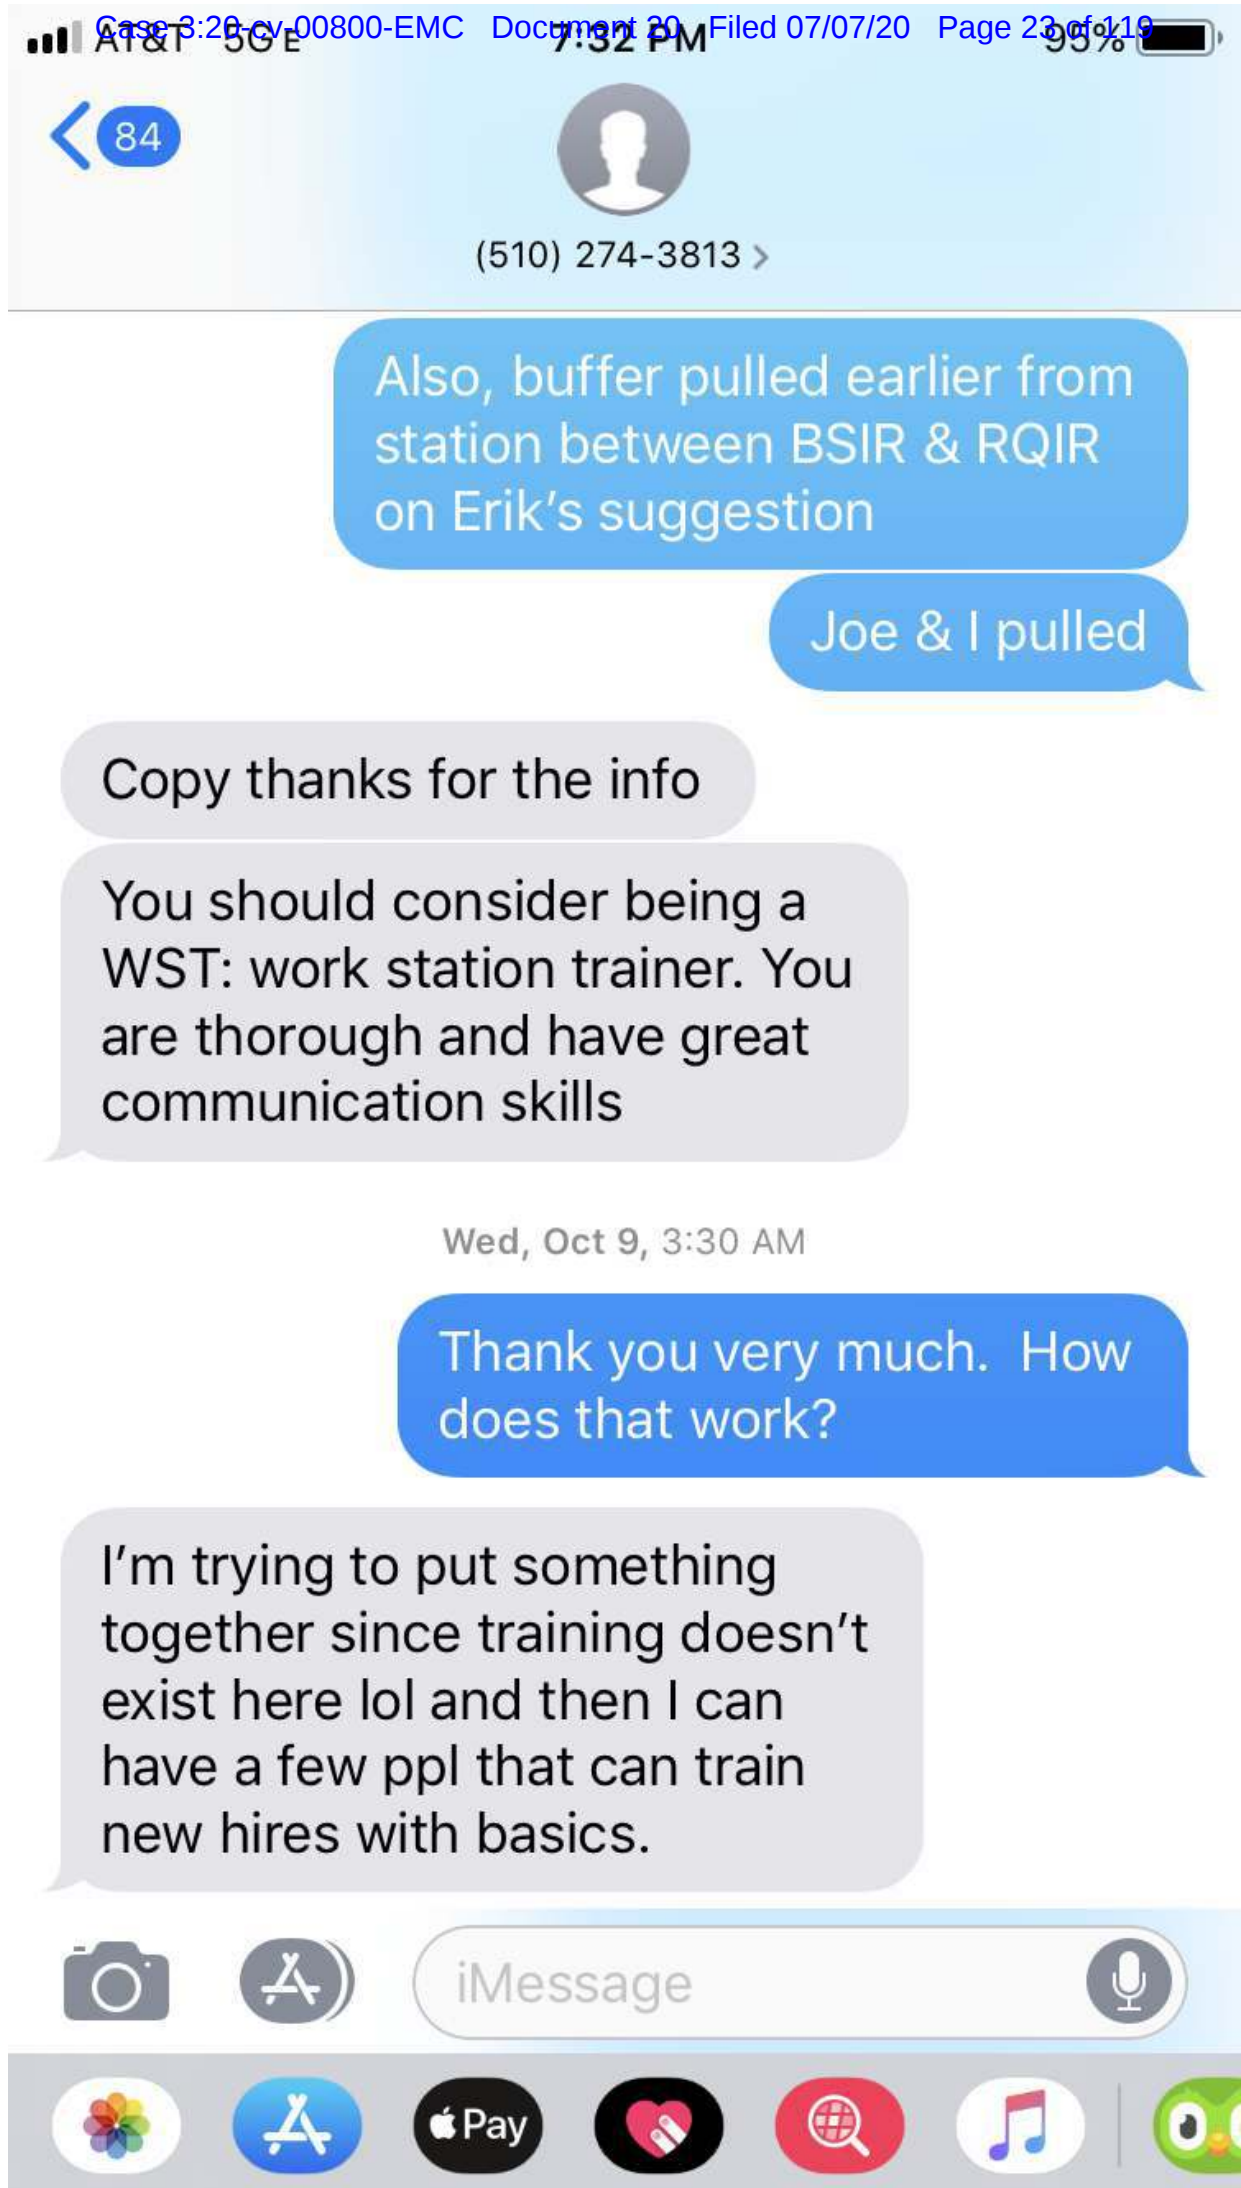 Case 3:20-cv-00800-EMC Document 20 Filed 07/07/20 Page 23 of 119
AT&T 5G E 7:32 PM 95%
84
(510) 274-3813
Also, buffer pulled earlier from
station between BSIR & RQIR
on Erik's suggestion
Joe & I pulled
Copy thanks for the info
You should consider being a
WST: work station trainer. You
are thorough and have great
communication skills
Wed, Oct 9, 3:30 AM
Thank you very much.  How
does that work?
I'm trying to put something
together since training doesn't
exist here lol and then I can
have a few ppl that can train
new hires with basics.
iMessage
Pay